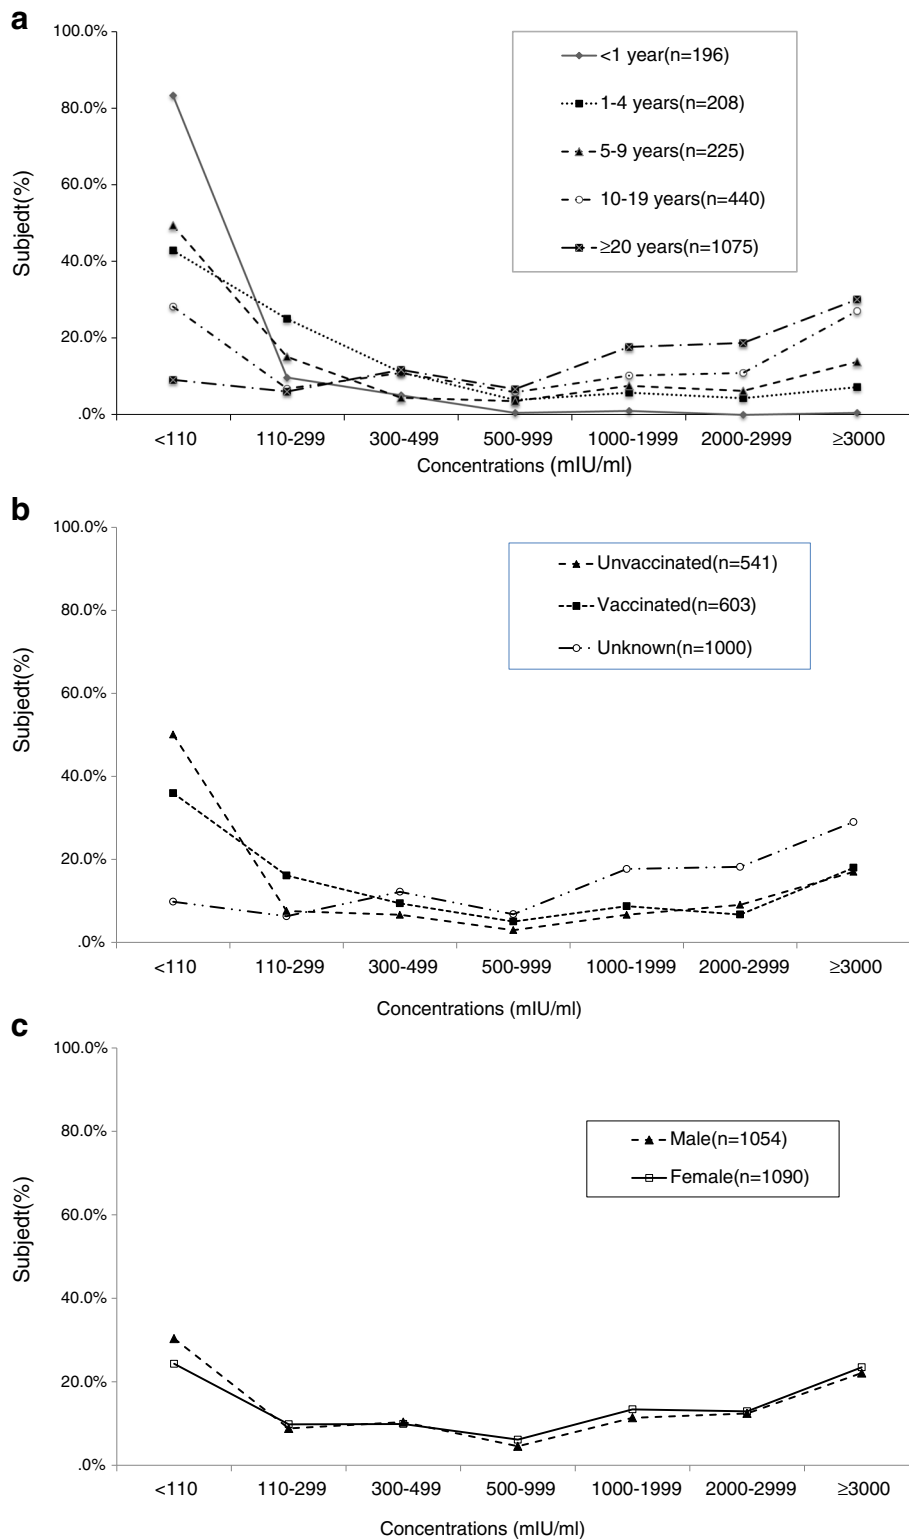 a
100.0%
80.0%
60.0%
40.0%
20.0%
.0%
Subjedt(%)
<1 year(n=196)
1-4 years(n=208)
5-9 years(n=225)
10-19 years(n=440)
≥20 years(n=1075)
<110 110-299 300-499 500-999 1000-1999 2000-2999 ≥3000
Concentrations (mIU/ml)
b
100.0%
80.0%
60.0%
40.0%
20.0%
.0%
Subjedt(%)
Unvaccinated(n=541)
Vaccinated(n=603)
Unknown(n=1000)
<110 110-299 300-499 500-999 1000-1999 2000-2999 ≥3000
Concentrations (mIU/ml)
c
100.0%
80.0%
60.0%
40.0%
20.0%
.0%
Subjedt(%)
Male(n=1054)
Female(n=1090)
<110 110-299 300-499 500-999 1000-1999 2000-2999 ≥3000
Concentrations (mIU/ml)